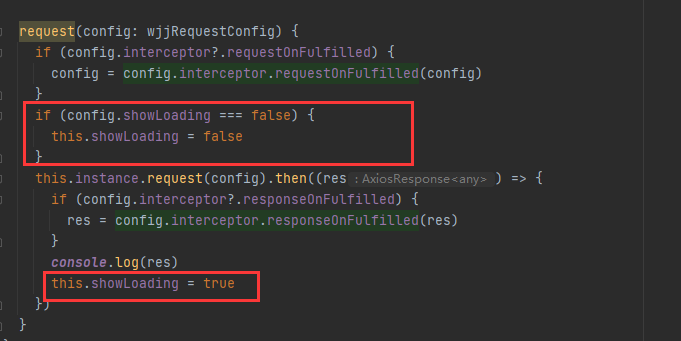 request(config: wjjRequestConfig) {
if (config.interceptor?.requestOnFulfilled) {
config = config.interceptor.requestOnFulfilled(config)
}
if (config.showLoading === false) {
this.showLoading = false
}
this.instance.request(config).then((res : AxiosResponse<any> ) => {
if (config.interceptor?.responseOnFulfilled) {
res = config.interceptor.responseOnFulfilled(res)
}
console.log(res)
this.showLoading = true
})
}